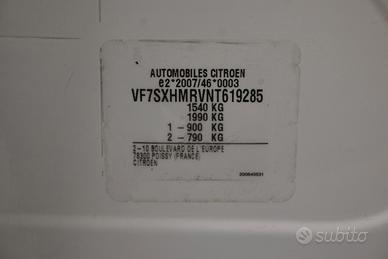 AUTOMOBILES CITROEN
e2*2007/46*0003
VF7SXHMRVNT619285
1540 KG
1990 KG
1 - 900 KG
2 - 790 KG
2-10 BOULEVARD DE L'EUROPE
78300 POISSY (FRANCE)
CITROEN
subito